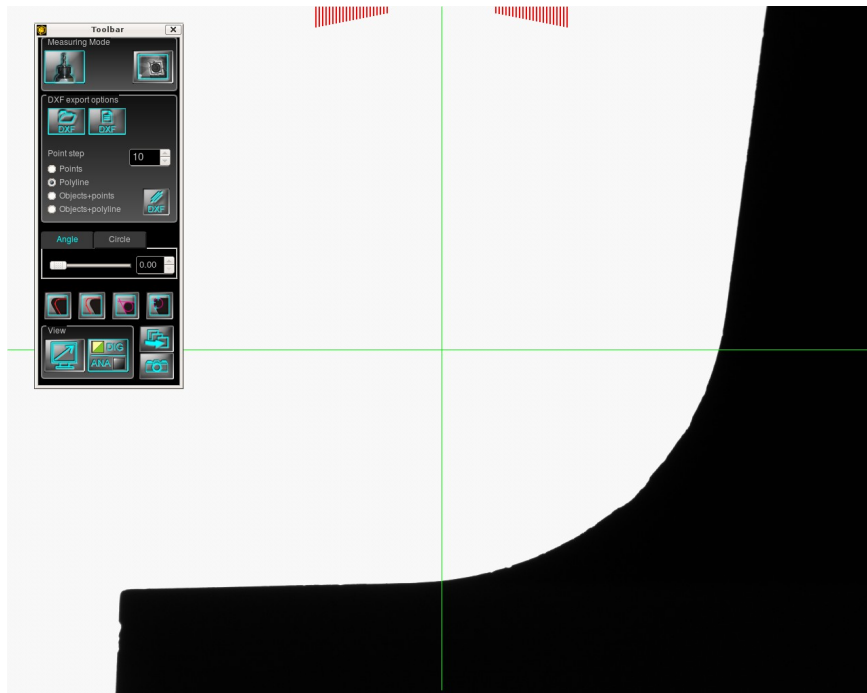 Toolbar
Measuring Mode
DXF export options
DXF DXF
Point step 10
Points
Polyline
Objects+points
Objects+polyline
DXF
Angle Circle
0.00
View
DIG
ANA